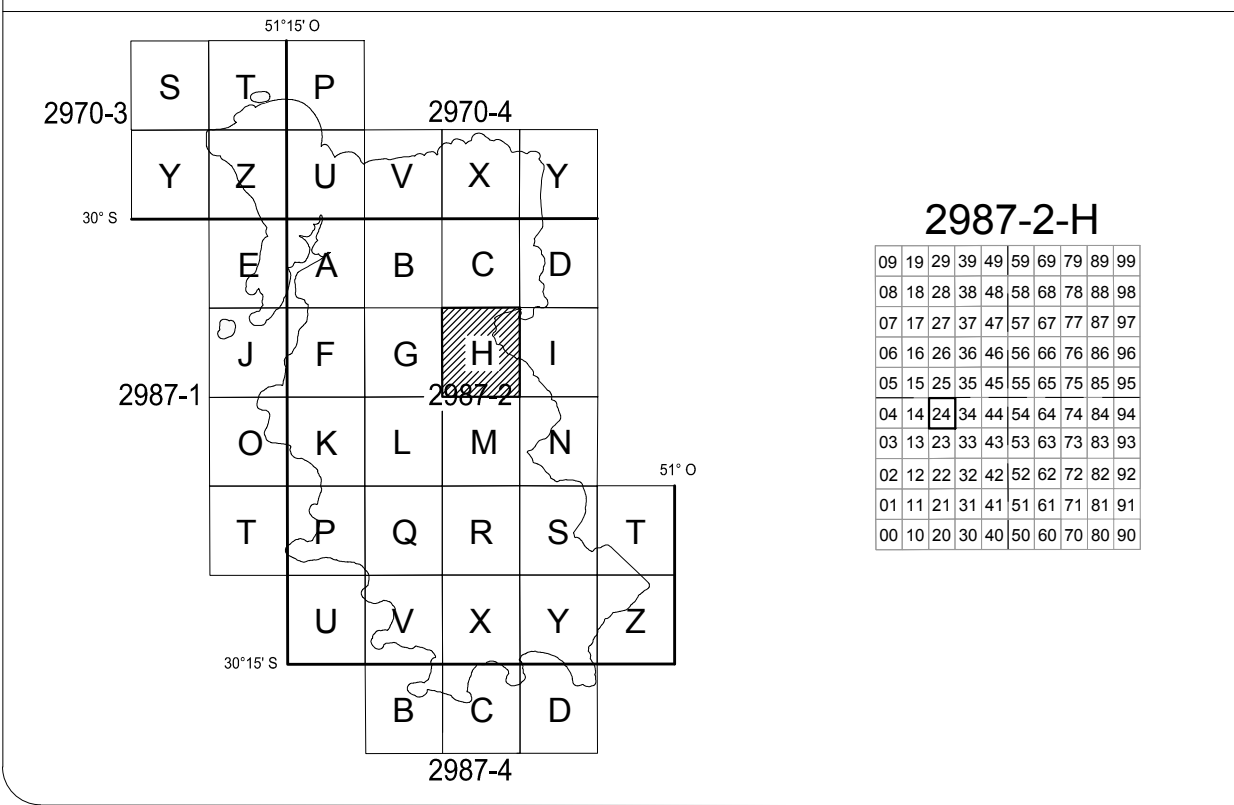 51°15' O
S T P
2970-3 2970-4
Y Z U V X Y
30° S
E A B C D
J F G H I
2987-1 2987-2
O K L M N
51° O
T P Q R S T
U V X Y Z
30°15' S
B C D
2987-4
2987-2-H
09 19 29 39 49 59 69 79 89 99
08 18 28 38 48 58 68 78 88 98
07 17 27 37 47 57 67 77 87 97
06 16 26 36 46 56 66 76 86 96
05 15 25 35 45 55 65 75 85 95
04 14 24 34 44 54 64 74 84 94
03 13 23 33 43 53 63 73 83 93
02 12 22 32 42 52 62 72 82 92
01 11 21 31 41 51 61 71 81 91
00 10 20 30 40 50 60 70 80 90